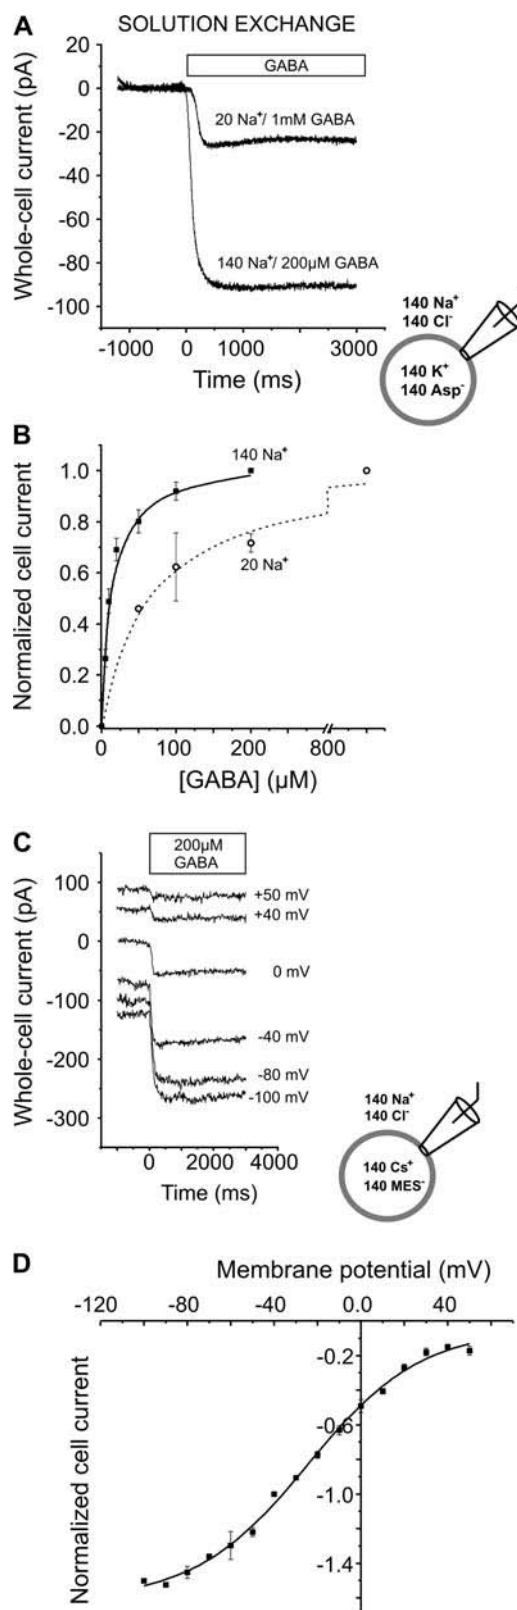 A
SOLUTION EXCHANGE
20
0
-20
-40
-60
-80
-100
Whole-cell current (pA)
GABA
20 Na⁺/ 1mM GABA
140 Na⁺/ 200µM GABA
-1000 0 1000 3000
Time (ms)
140 Na⁺
140 Cl⁻
140 K⁺
140 Asp⁻
B
1.0
0.8
0.6
0.4
0.2
0.0
Normalized cell current
140 Na⁺
20 Na⁺
0 100 200 800
[GABA] (µM)
C
200µM
GABA
100
0
-100
-200
-300
Whole-cell current (pA)
+50 mV
+40 mV
0 mV
-40 mV
-80 mV
-100 mV
0 2000 4000
Time (ms)
140 Na⁺
140 Cl⁻
140 Cs⁺
140 MES⁻
D
Membrane potential (mV)
-120 -80 -40 0.0 40
-0.2
-0.6
-1.0
-1.4
Normalized cell current